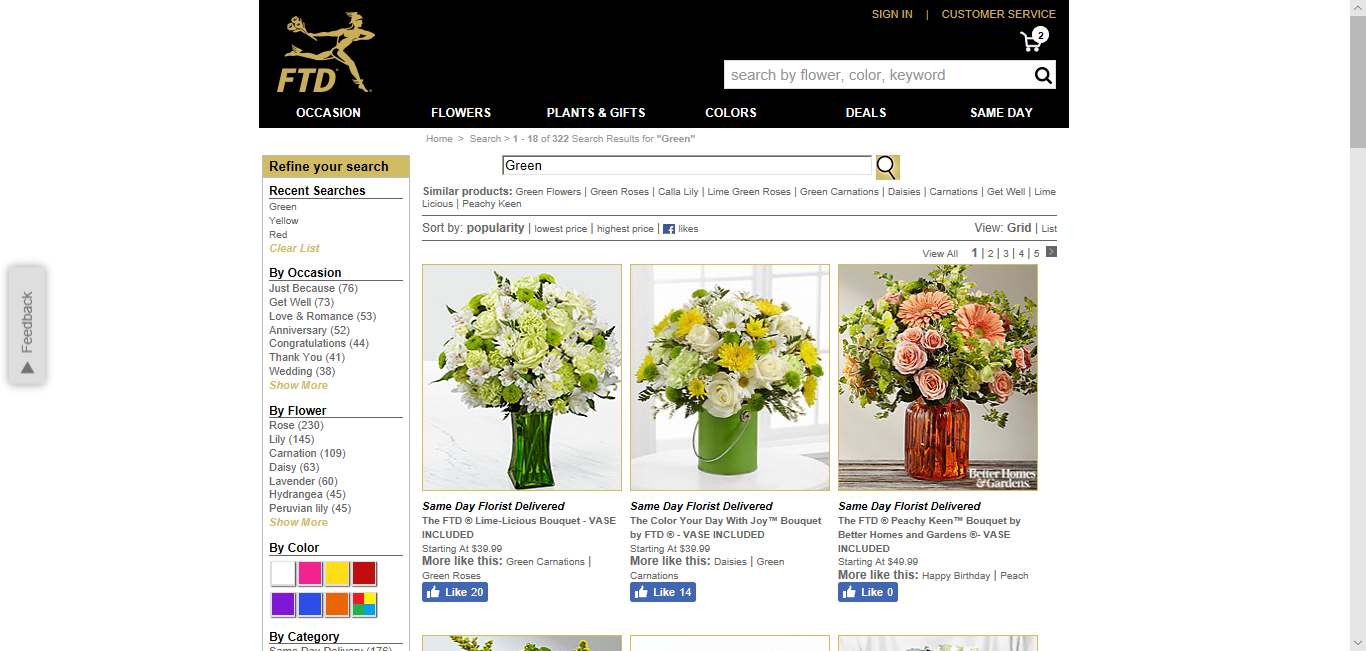 SIGN IN | CUSTOMER SERVICE
2
FTD
search by flower, color, keyword
OCCASION FLOWERS PLANTS & GIFTS COLORS DEALS SAME DAY
Home > Search > 1 - 18 of 322 Search Results for "Green"
Refine your search
Recent Searches
Green
Yellow
Red
Clear List
By Occasion
Just Because (76)
Get Well (73)
Love & Romance (53)
Anniversary (52)
Congratulations (44)
Thank You (41)
Wedding (38)
Show More
By Flower
Rose (230)
Lily (145)
Carnation (109)
Daisy (63)
Lavender (60)
Hydrangea (45)
Peruvian lily (45)
Show More
By Color
By Category
Same Day Delivery (176)
Feedback
Green
Similar products: Green Flowers | Green Roses | Calla Lily | Lime Green Roses | Green Carnations | Daisies | Carnations | Get Well | Lime
Licious | Peachy Keen
Sort by: popularity | lowest price | highest price | f likes
View: Grid | List
View All 1 | 2 | 3 | 4 | 5 >
Same Day Florist Delivered
The FTD ® Lime-Licious Bouquet - VASE
INCLUDED
Starting At $39.99
More like this: Green Carnations |
Green Roses
Like 20
Same Day Florist Delivered
The Color Your Day With Joy™ Bouquet
by FTD ® - VASE INCLUDED
Starting At $39.99
More like this: Daisies | Green
Carnations
Like 14
Better Homes
& Gardens
Same Day Florist Delivered
The FTD ® Peachy Keen™ Bouquet by
Better Homes and Gardens ®- VASE
INCLUDED
Starting At $49.99
More like this: Happy Birthday | Peach
Like 0